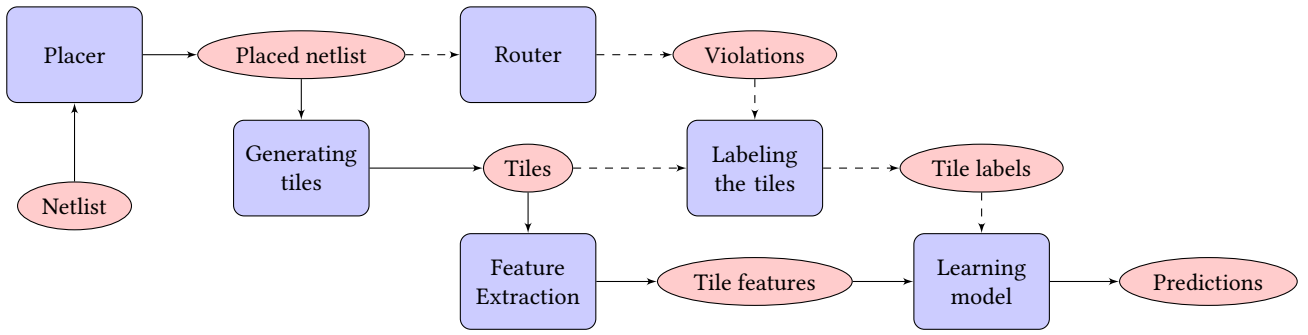 Placer
Placed netlist
Router
Violations
Generating
tiles
Tiles
Labeling
the tiles
Tile labels
Netlist
Feature
Extraction
Tile features
Learning
model
Predictions